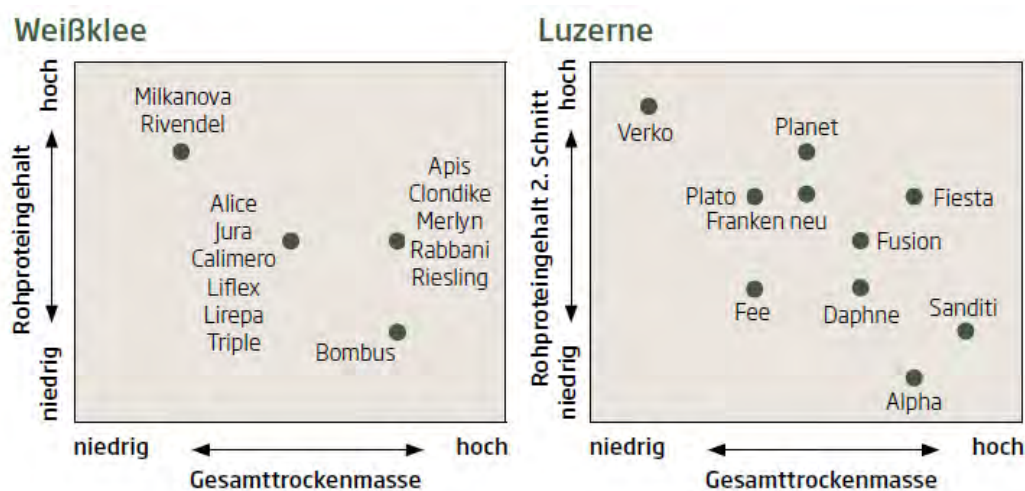 Weißklee
hoch
Rohproteingehalt
niedrig
Milkanova
Rivendel
Alice
Jura
Calimero
Liflex
Lirepa
Triple
Apis
Clondike
Merlyn
Rabbani
Riesling
Bombus
niedrig
hoch
Gesamttrockenmasse
Luzerne
hoch
Rohproteingehalt 2. Schnitt
niedrig
Verko
Planet
Plato
Franken neu
Fiesta
Fusion
Fee
Daphne
Sanditi
Alpha
niedrig
hoch
Gesamttrockenmasse